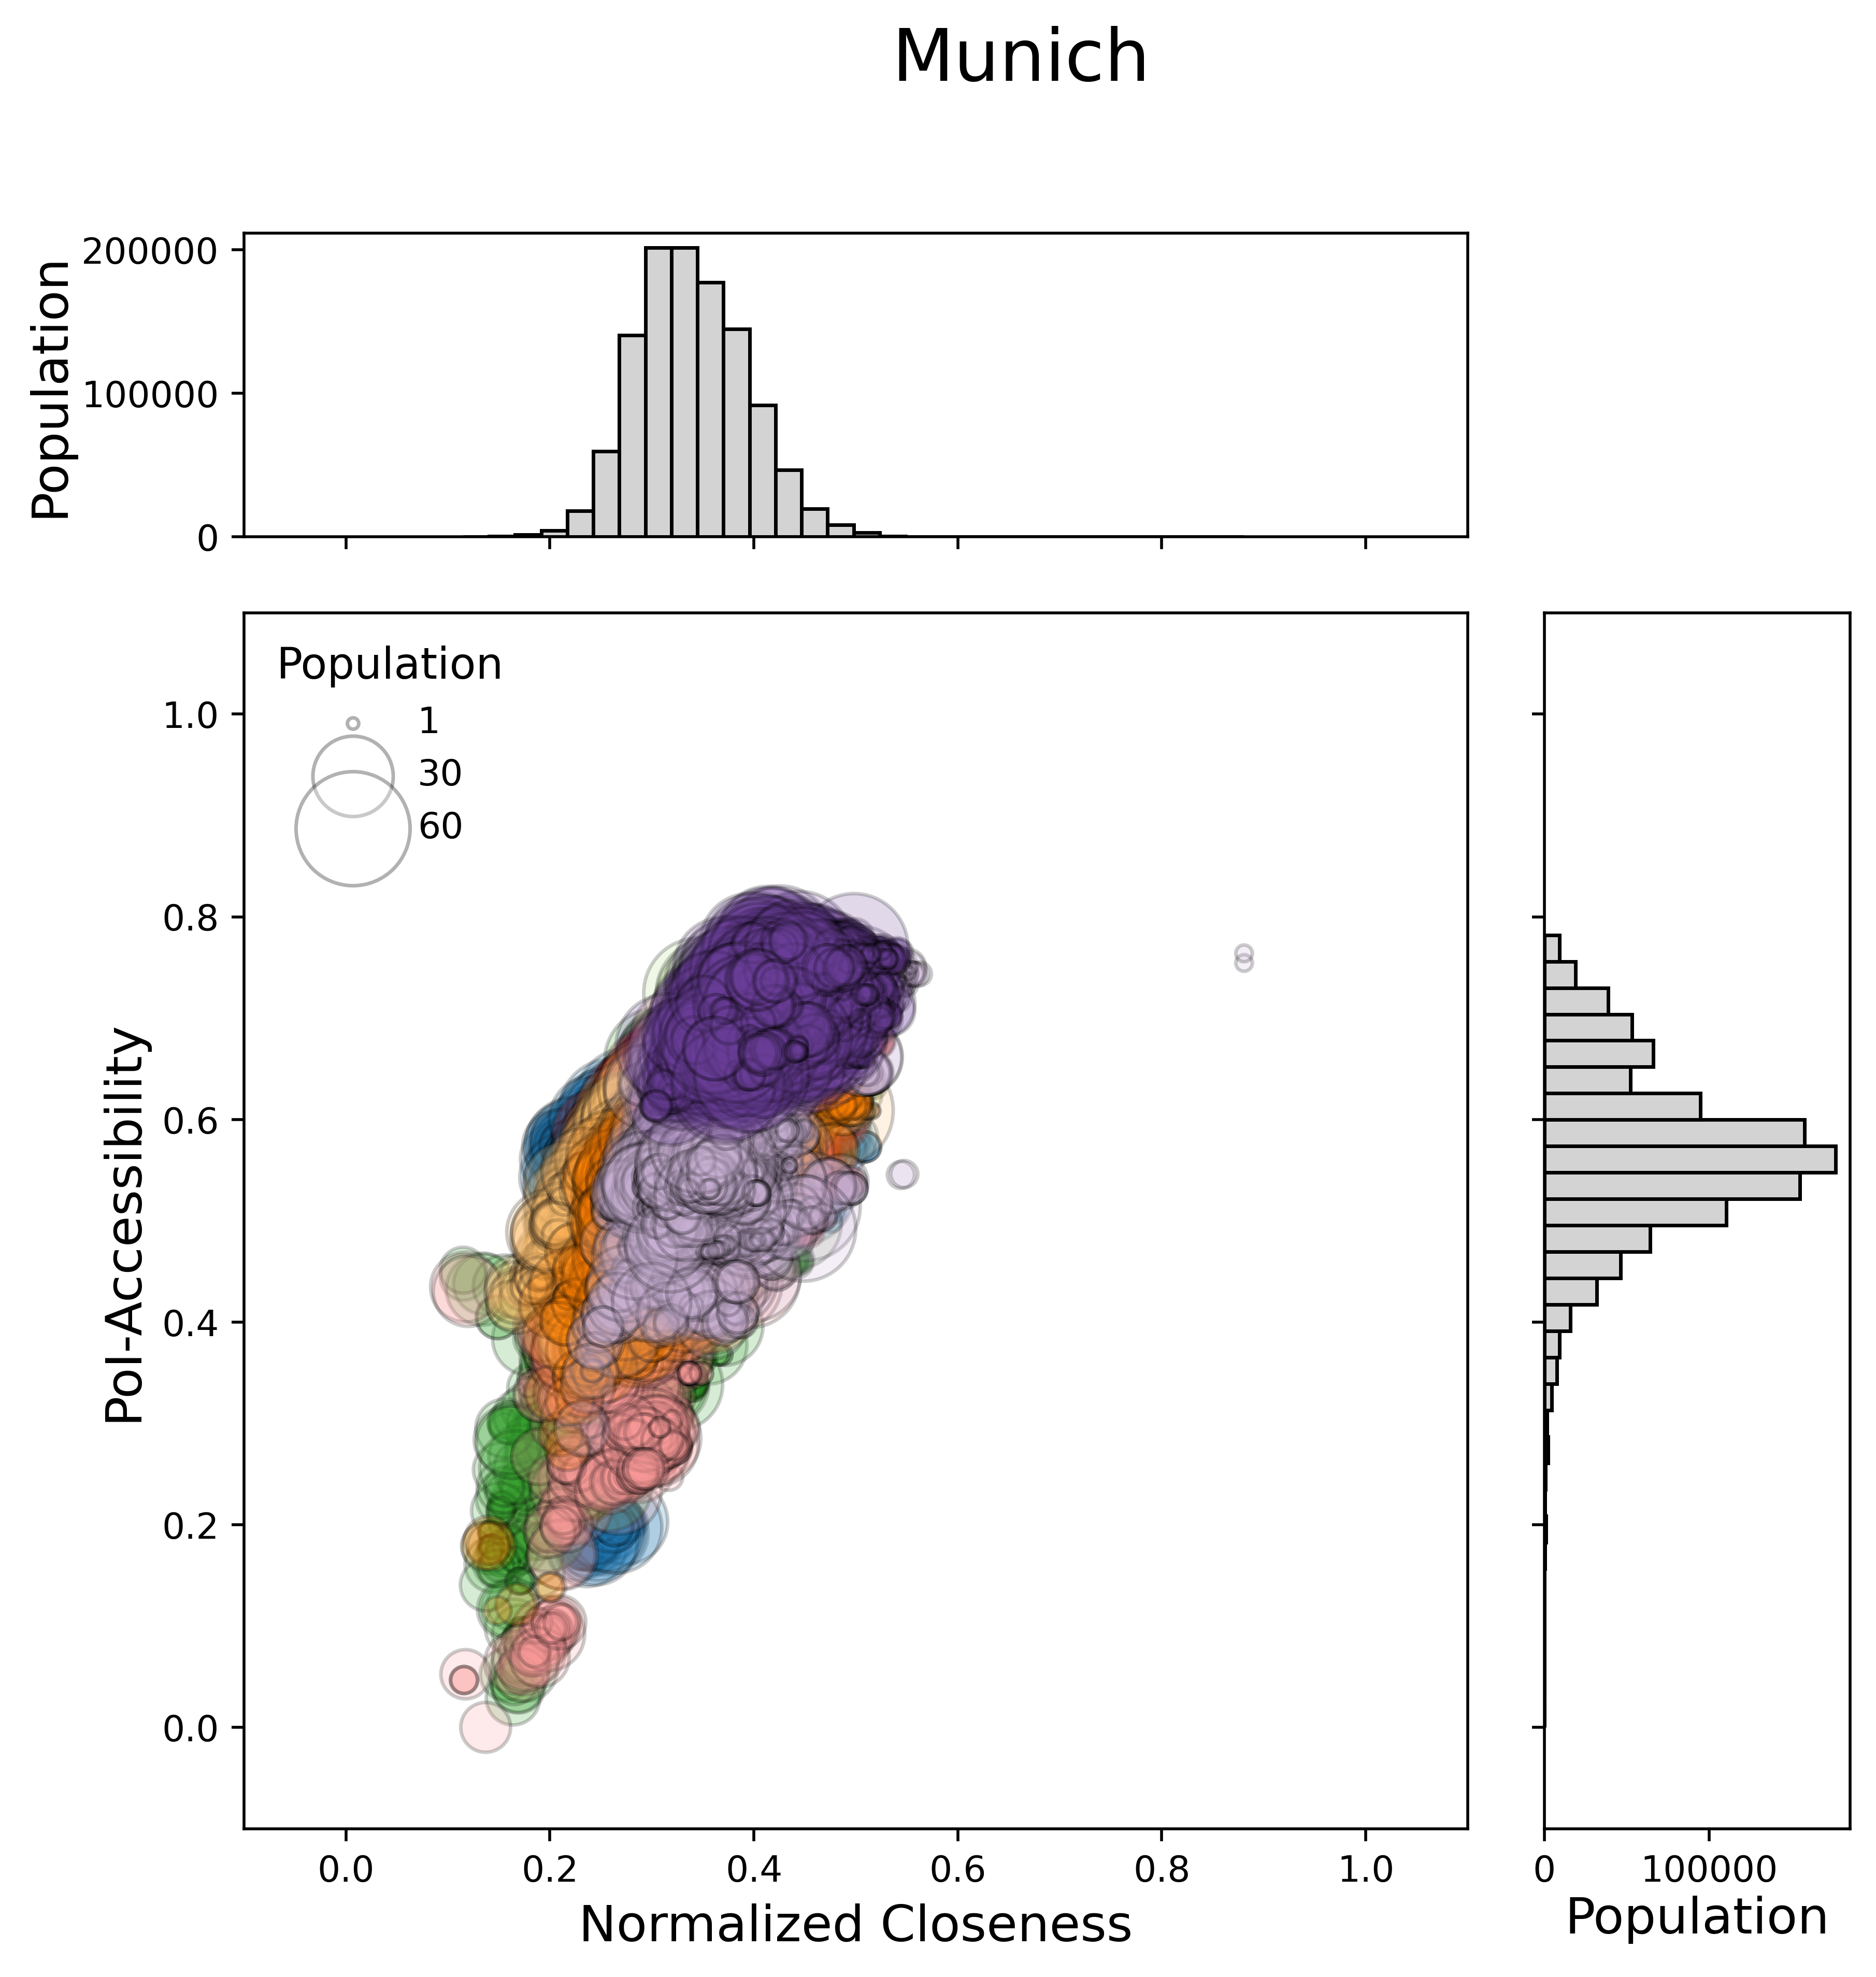 Munich
Population
200000
100000
0
Population
1
30
60
PoI-Accessibility
1.0
0.8
0.6
0.4
0.2
0.0
0.0 0.2 0.4 0.6 0.8 1.0
Normalized Closeness
0 100000
Population